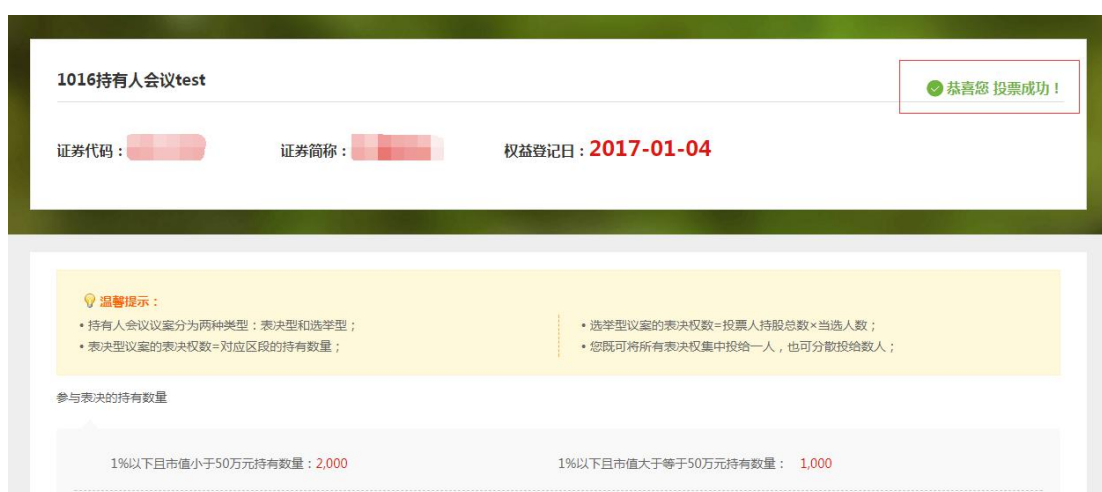 1016持有人会议test
恭喜您 投票成功！
证券代码： 证券简称： 权益登记日：2017-01-04
温馨提示：
• 持有人会议议案分为两种类型：表决型和选举型；
• 表决型议案的表决权数=对应区段的持有数量；
• 选举型议案的表决权数=投票人持股总数×当选人数；
• 您既可将所有表决权集中投给一人，也可分散投给数人；
参与表决的持有数量
1%以下且市值小于50万元持有数量：2,000 1%以下且市值大于等于50万元持有数量： 1,000